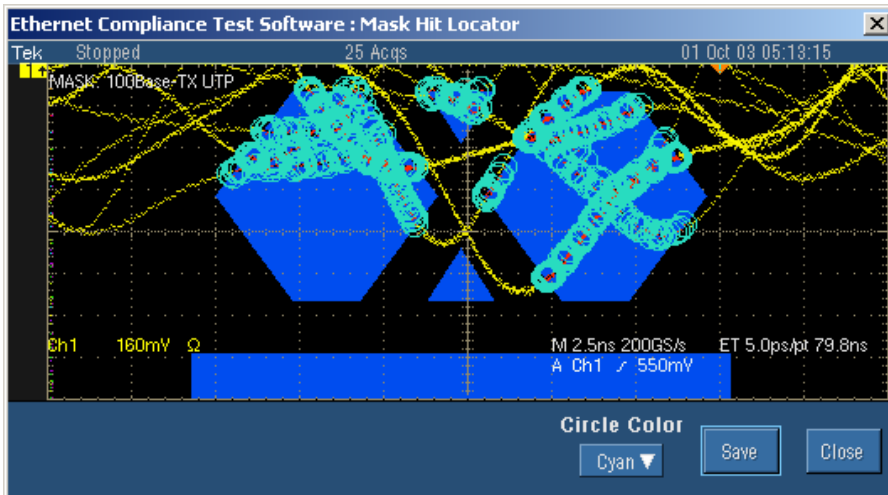 Ethernet Compliance Test Software : Mask Hit Locator
Tek Stopped 25 Acqs 01 Oct 03 05:13:15
1
MASK: 100Base-TX UTP
Ch1 160mV Ω M 2.5ns 200GS/s ET 5.0ps/pt 79.8ns
A Ch1 / 550mV
Circle Color
Cyan
Save
Close